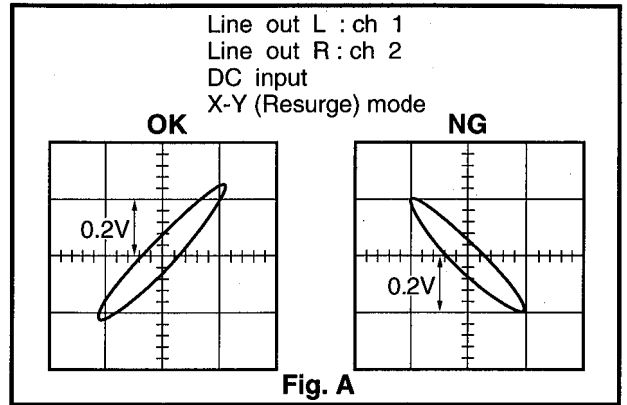 Line out L : ch 1
Line out R : ch 2
DC input
X-Y (Resurge) mode
OK
NG
0.2V
0.2V
Fig. A